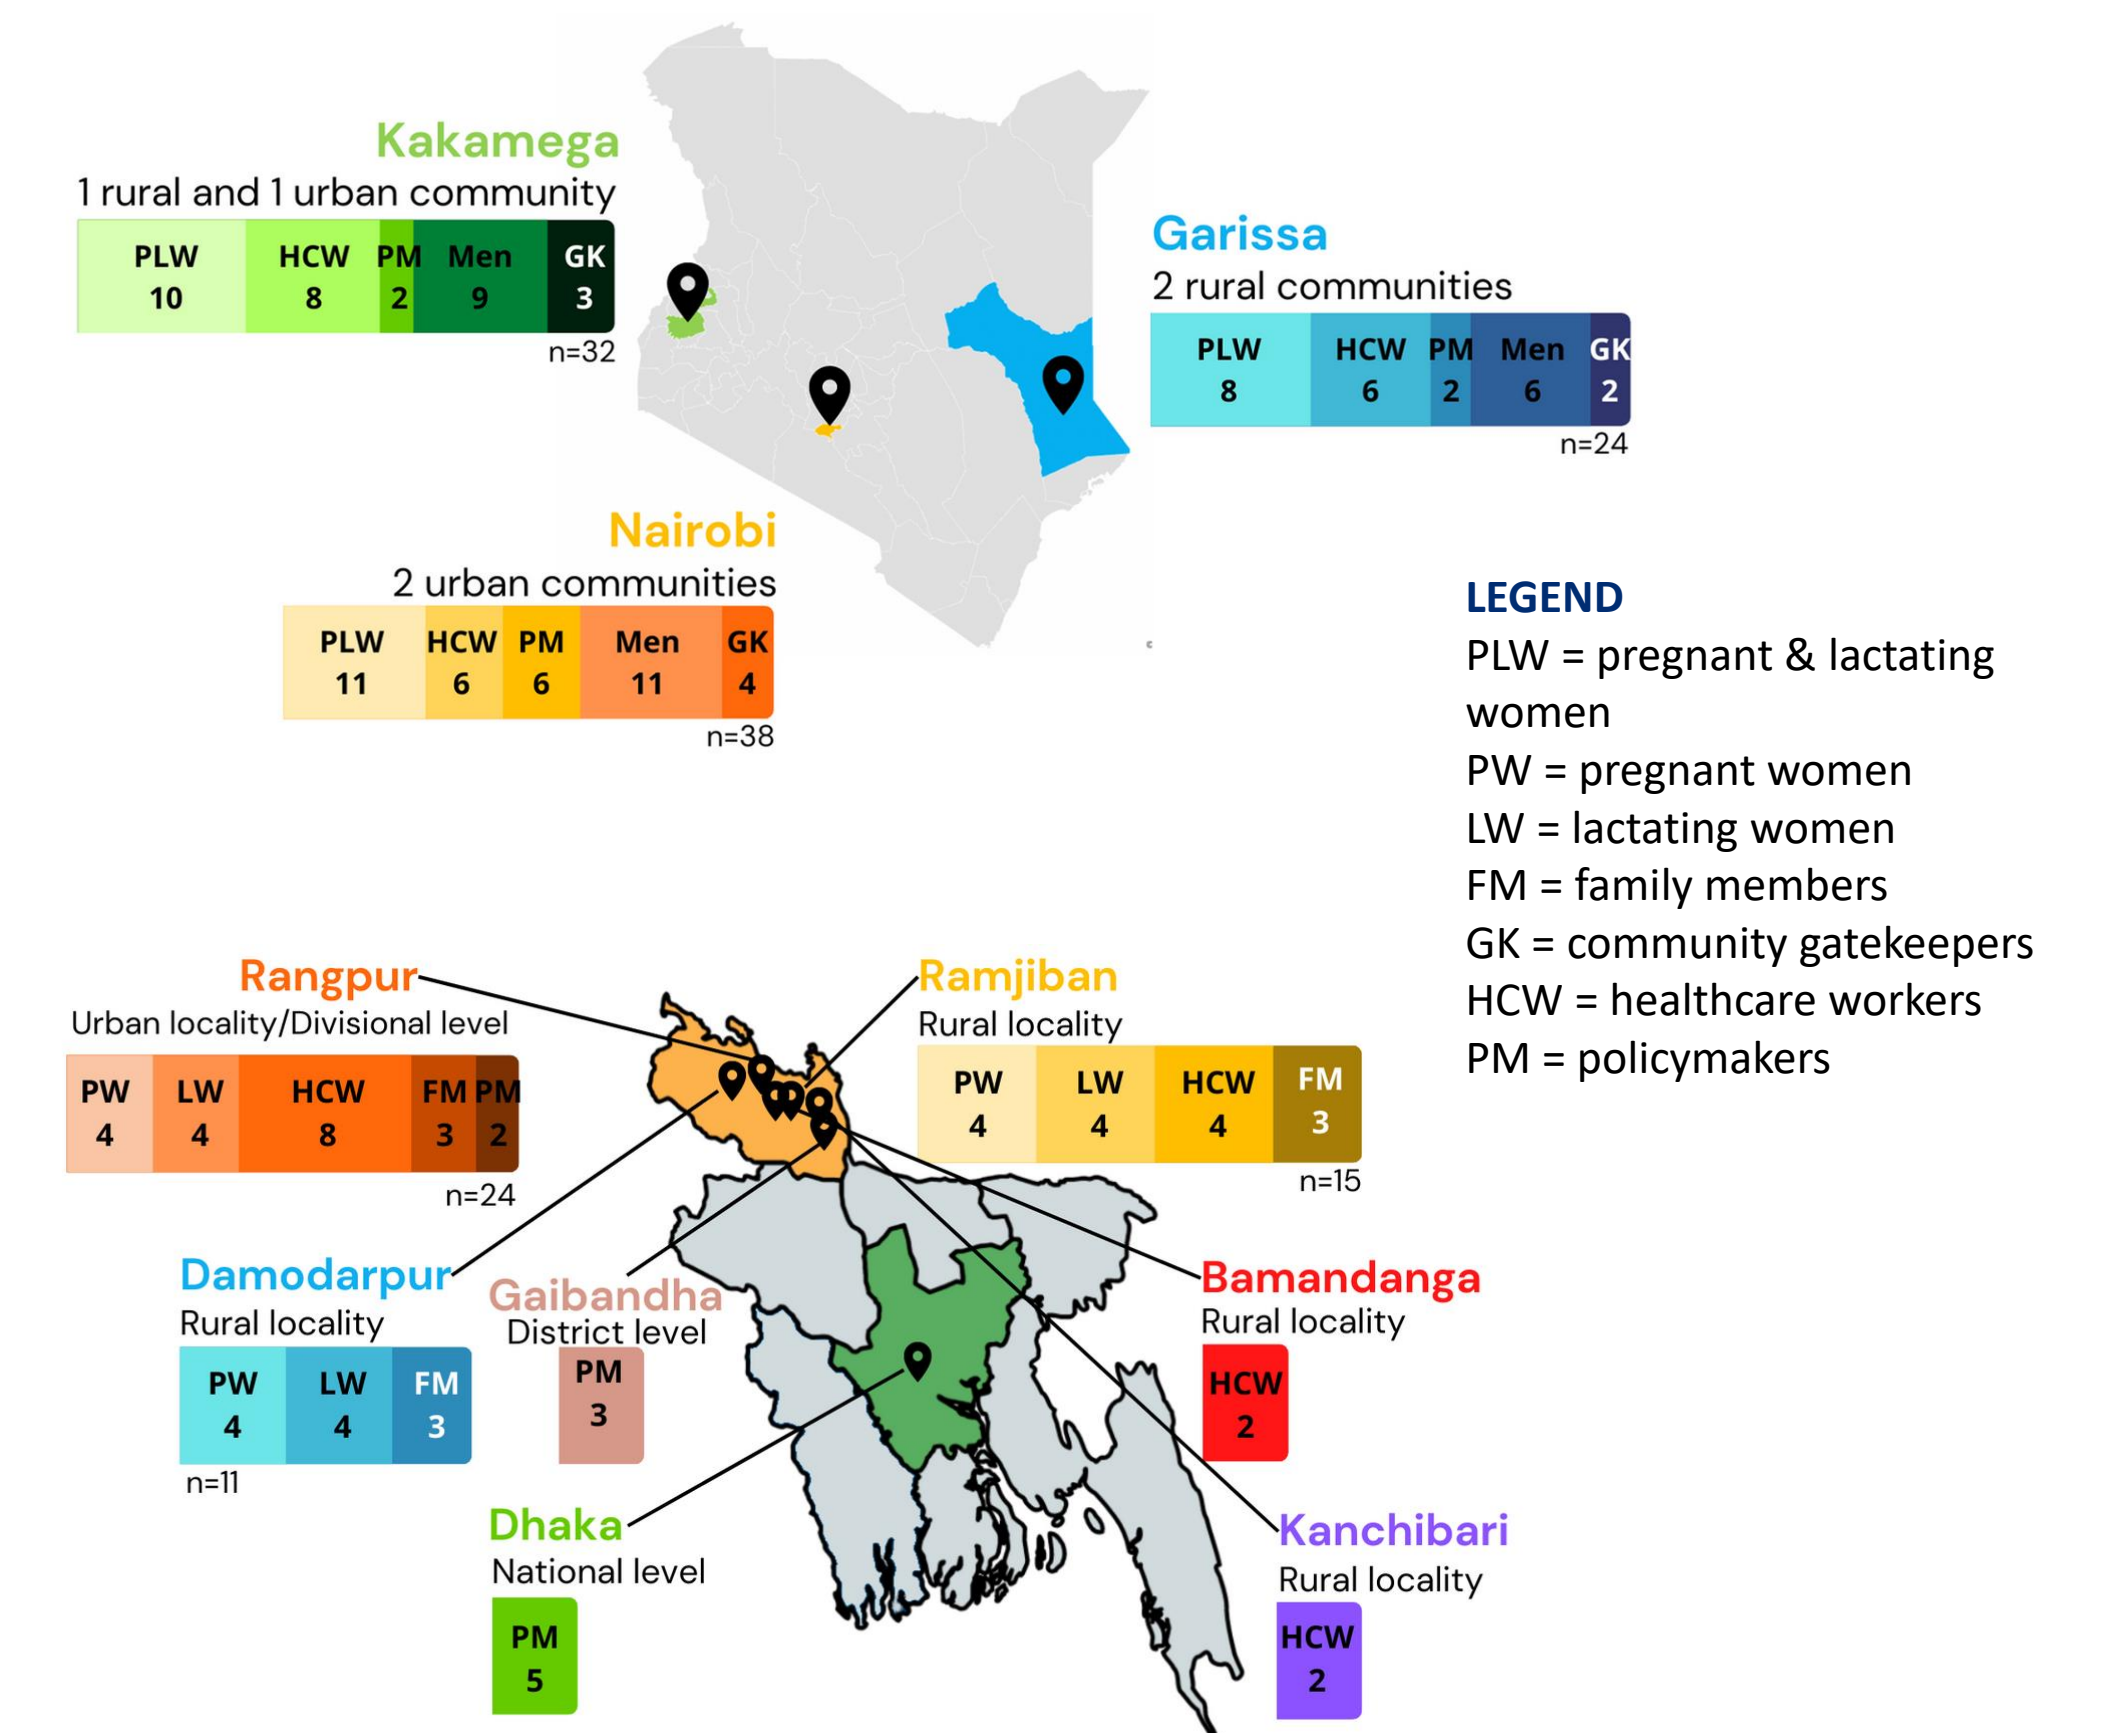 Kakamega
1 rural and 1 urban community
PLW HCW PM Men GK
10 8 2 9 3
n=32
Garissa
2 rural communities
PLW HCW PM Men GK
8 6 2 6 2
n=24
Nairobi
2 urban communities
PLW HCW PM Men GK
11 6 6 11 4
n=38
LEGEND
PLW = pregnant & lactating
women
PW = pregnant women
LW = lactating women
FM = family members
GK = community gatekeepers
HCW = healthcare workers
PM = policymakers
Rangpur
Urban locality/Divisional level
PW LW HCW FM PM
4 4 8 3 2
n=24
Ramjiban
Rural locality
PW LW HCW FM
4 4 4 3
n=15
Damodarpur
Rural locality
PW LW FM
4 4 3
n=11
Gaibandha
District level
PM
3
Bamandanga
Rural locality
HCW
2
Dhaka
National level
PM
5
Kanchibari
Rural locality
HCW
2